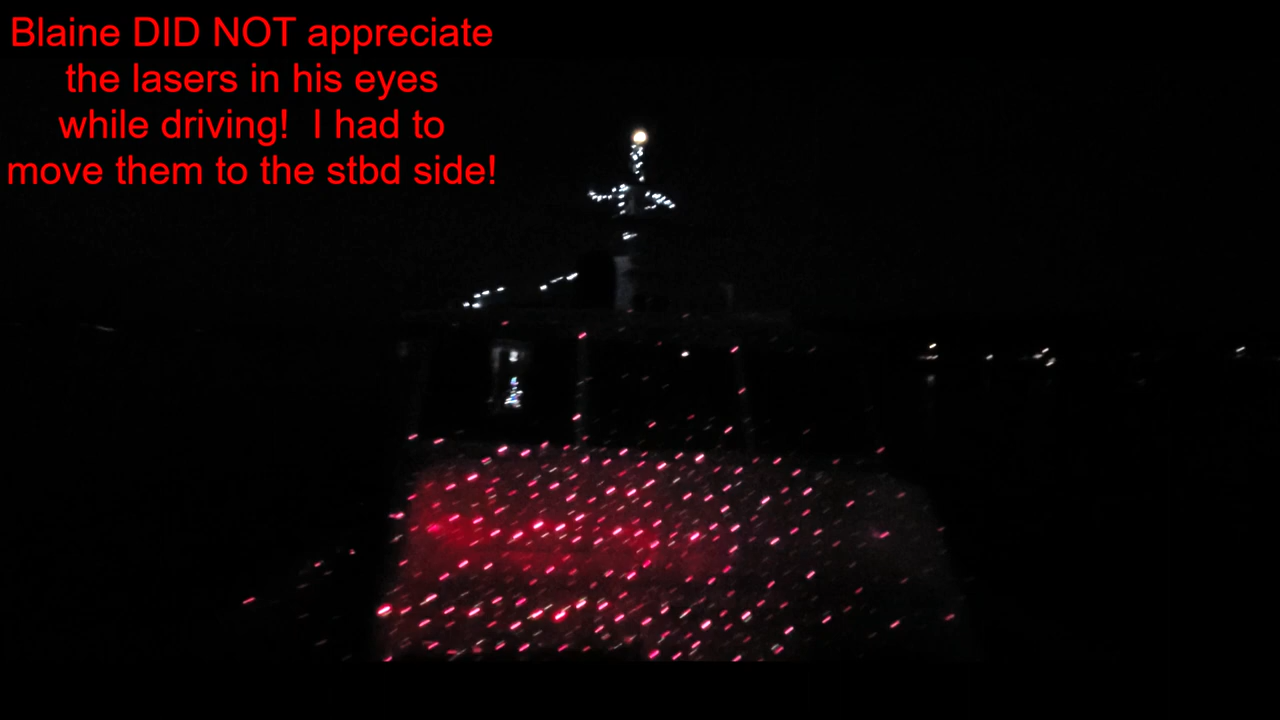 Blaine DID NOT appreciate
the lasers in his eyes
while driving!  I had to
move them to the stbd side!